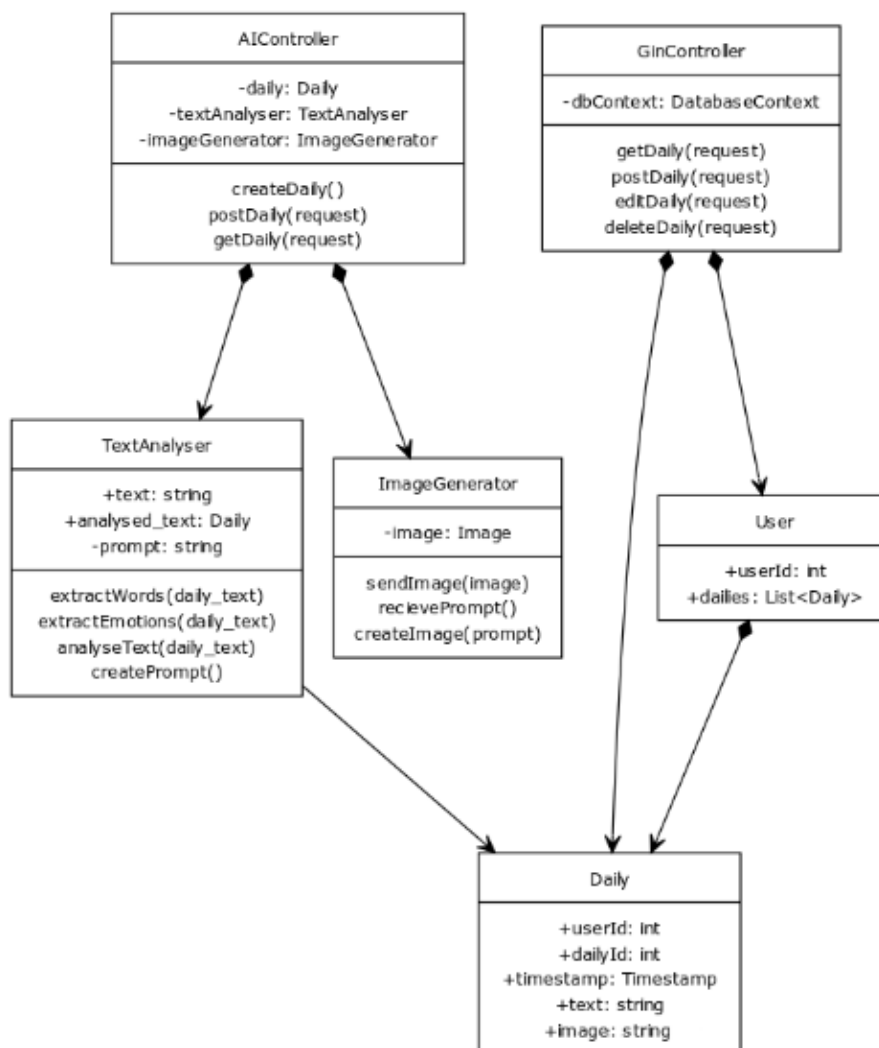 AIController
-daily: Daily
-textAnalyser: TextAnalyser
-imageGenerator: ImageGenerator
createDaily()
postDaily(request)
getDaily(request)
GinController
-dbContext: DatabaseContext
getDaily(request)
postDaily(request)
editDaily(request)
deleteDaily(request)
TextAnalyser
+text: string
+analysed_text: Daily
-prompt: string
extractWords(daily_text)
extractEmotions(daily_text)
analyseText(daily_text)
createPrompt()
ImageGenerator
-image: Image
sendImage(image)
recievePrompt()
createImage(prompt)
User
+userId: int
+dailies: List<Daily>
Daily
+userId: int
+dailyId: int
+timestamp: Timestamp
+text: string
+image: string